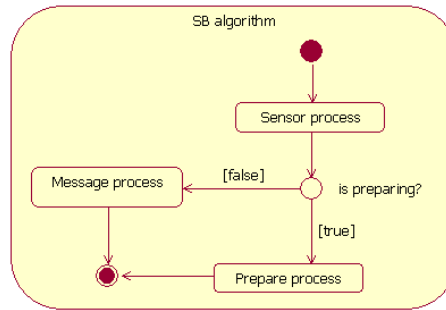 SB algorithm
Sensor process
[false]
is preparing?
Message process
[true]
Prepare process